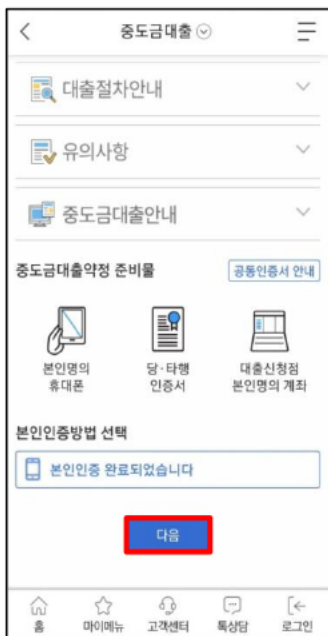 중도금대출
대출절차안내
유의사항
중도금대출안내
중도금대출약정 준비물
공동인증서 안내
본인명의
휴대폰
당·타행
인증서
대출신청점
본인명의 계좌
본인인증방법 선택
본인인증 완료되었습니다
다음
홈
마이메뉴
고객센터
톡상담
로그인